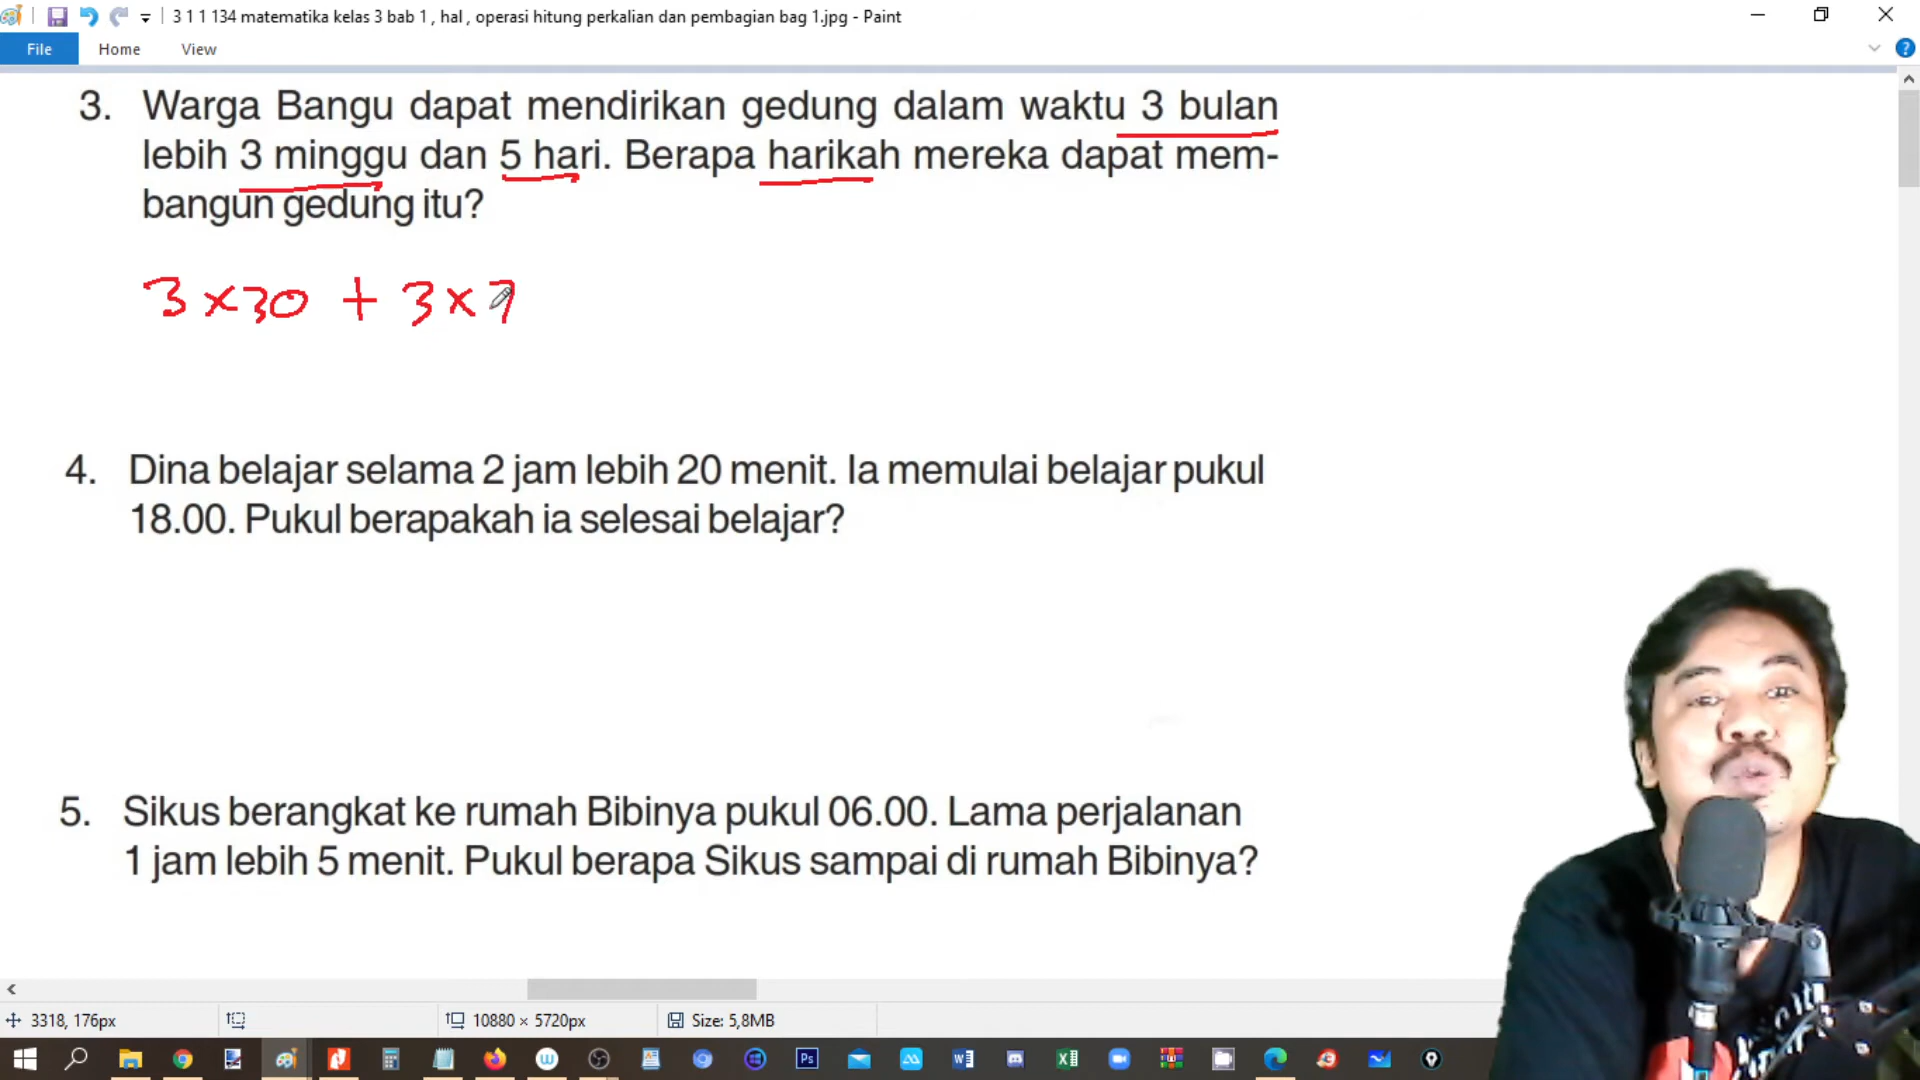 3 1 1 134 matematika kelas 3 bab 1 , hal , operasi hitung perkalian dan pembagian bag 1.jpg - Paint
File Home View
3. Warga Bangu dapat mendirikan gedung dalam waktu 3 bulan
lebih 3 minggu dan 5 hari. Berapa harikah mereka dapat mem-
bangun gedung itu?
3 × 30 + 3 × 7
4. Dina belajar selama 2 jam lebih 20 menit. Ia memulai belajar pukul
18.00. Pukul berapakah ia selesai belajar?
5. Sikus berangkat ke rumah Bibinya pukul 06.00. Lama perjalanan
1 jam lebih 5 menit. Pukul berapa Sikus sampai di rumah Bibinya?
3318, 176px 10880 × 5720px Size: 5,8MB
Ps